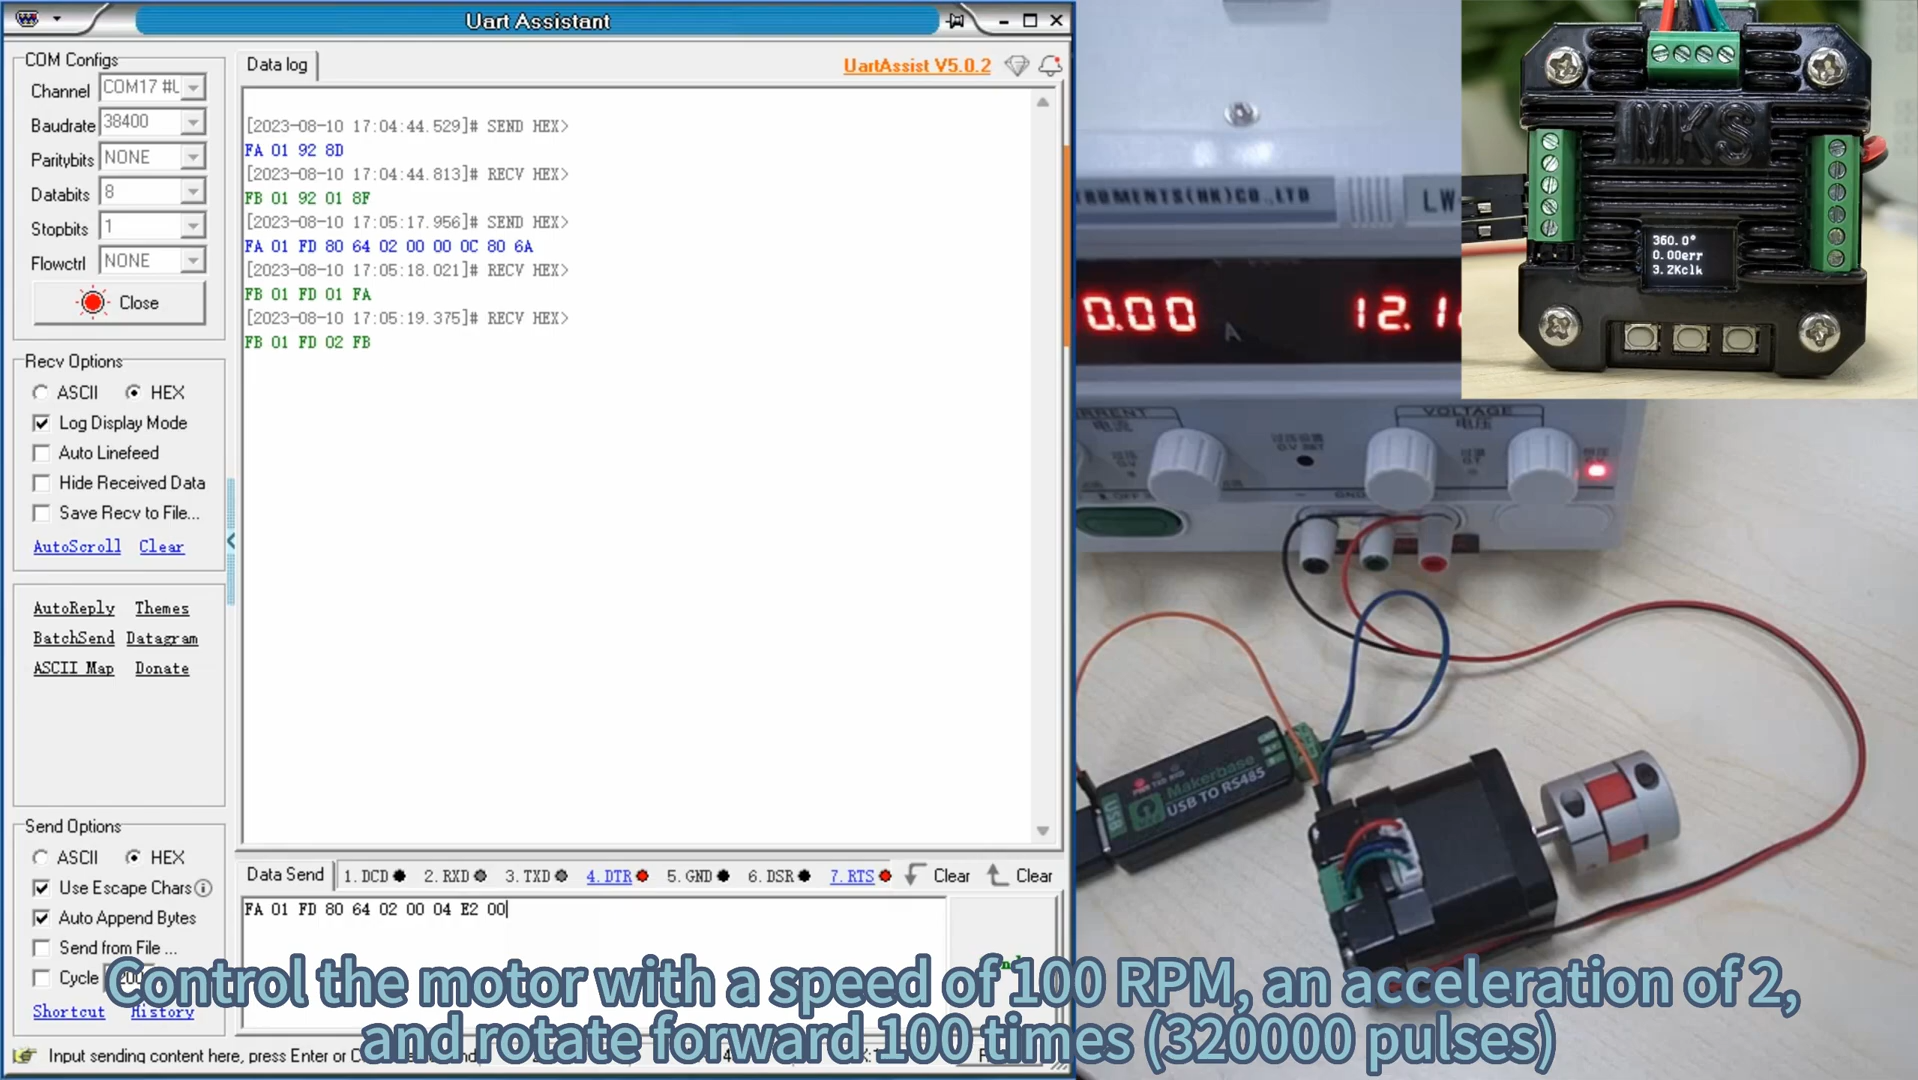 Uart Assistant
COM Configs
Channel COM17 #U
Baudrate 38400
Paritybits NONE
Databits 8
Stopbits 1
Flowctrl NONE
Close
Recv Options
ASCII HEX
Log Display Mode
Auto Linefeed
Hide Received Data
Save Recv to File...
AutoScroll Clear
AutoReply Themes
BatchSend Datagram
ASCII Map Donate
Send Options
ASCII HEX
Use Escape Chars
Auto Append Bytes
Send from File ...
Cycle
Shortcut History
Data log
UartAssist V5.0.2
[2023-08-10 17:04:44.529]# SEND HEX>
FA 01 92 8D
[2023-08-10 17:04:44.813]# RECV HEX>
FB 01 92 01 8F
[2023-08-10 17:05:17.956]# SEND HEX>
FA 01 FD 80 64 02 00 00 0C 80 6A
[2023-08-10 17:05:18.021]# RECV HEX>
FB 01 FD 01 FA
[2023-08-10 17:05:19.375]# RECV HEX>
FB 01 FD 02 FB
Data Send 1. DCD 2. RXD 3. TXD 4. DTR 5. GND 6. DSR 7. RTS Clear Clear
FA 01 FD 80 64 02 00 04 E2 00
Input sending content here, press Enter or
Control the motor with a speed of 100 RPM, an acceleration of 2,
and rotate forward 100 times (320000 pulses)
TRUMENTS(HK)CO.,LTD
LW
0.00 A 12.1
VOLTAGE
MKS
360.0°
0.00err
3.2Kclk
USB
Makerbase
USB TO RS485